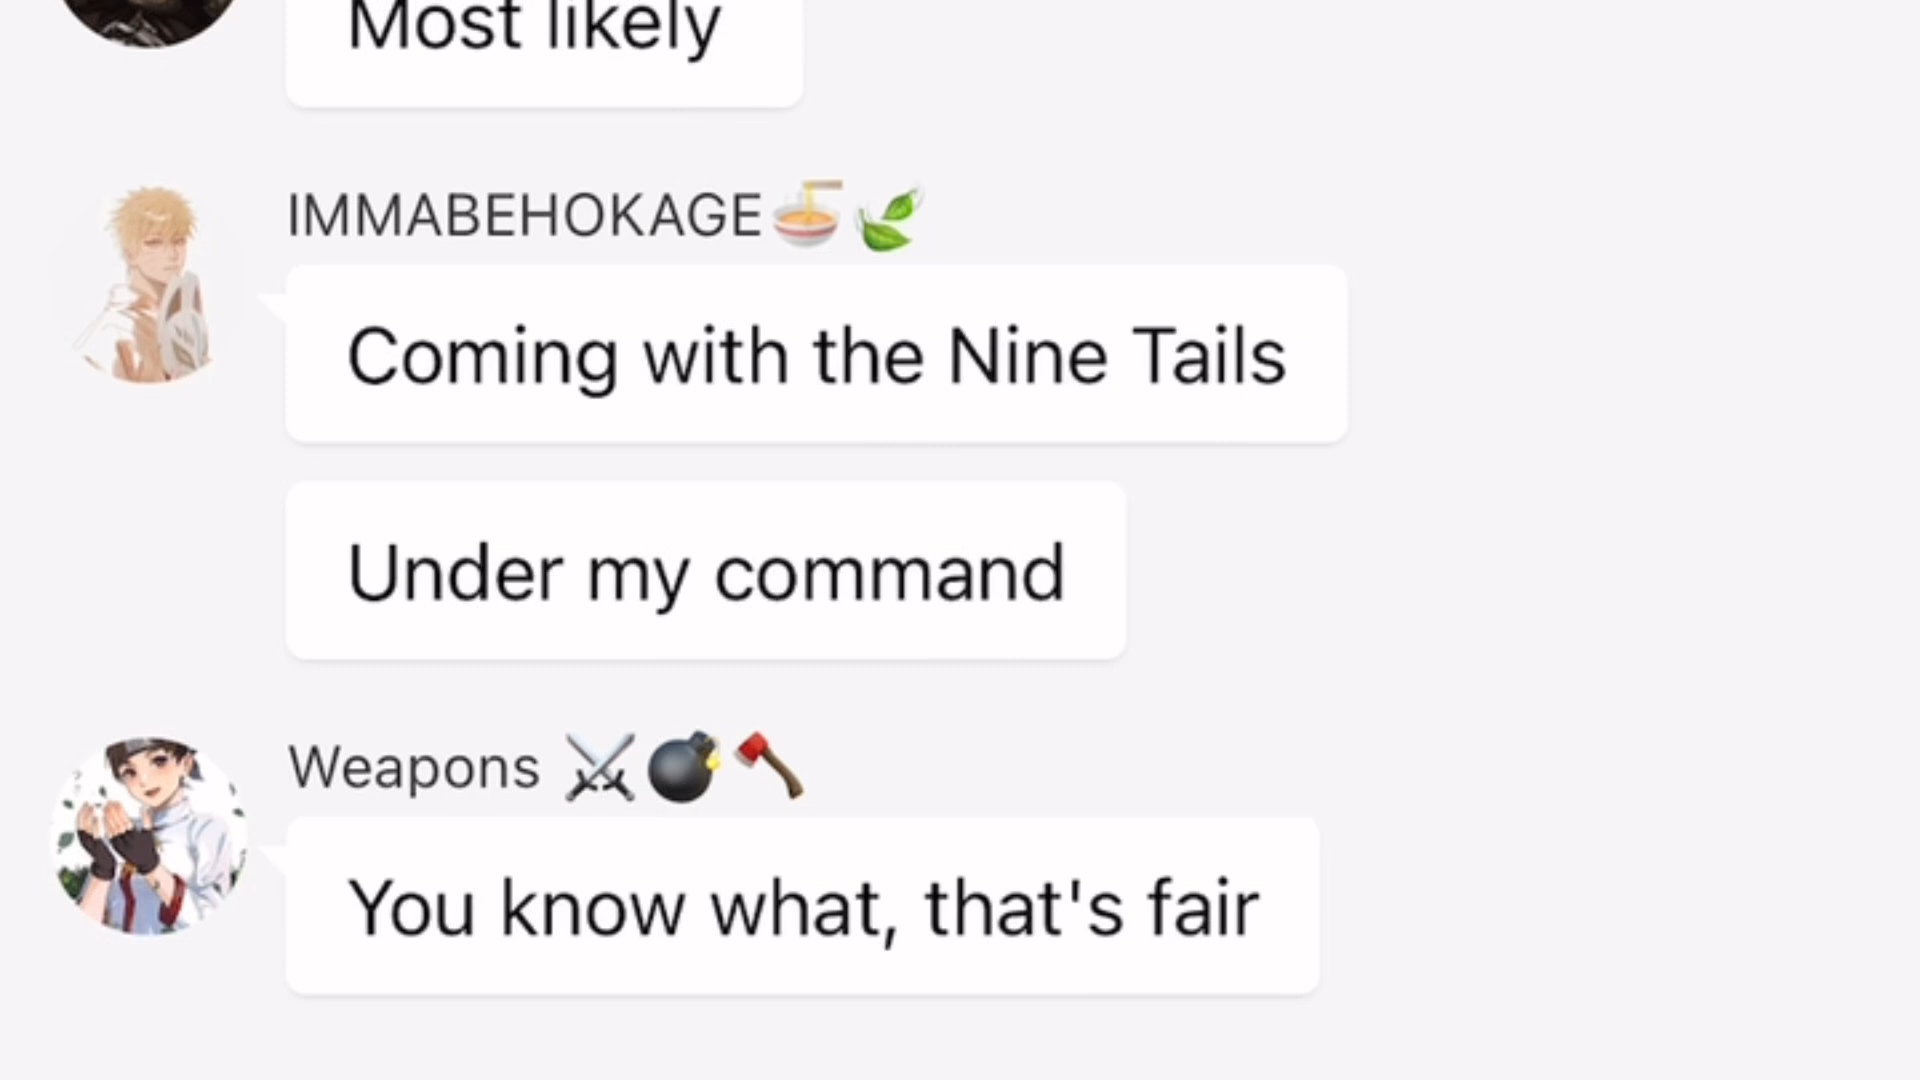 Most likely
IMMABEHOKAGE🍜🍃
Coming with the Nine Tails
Under my command
Weapons ⚔️💣🪓
You know what, that's fair